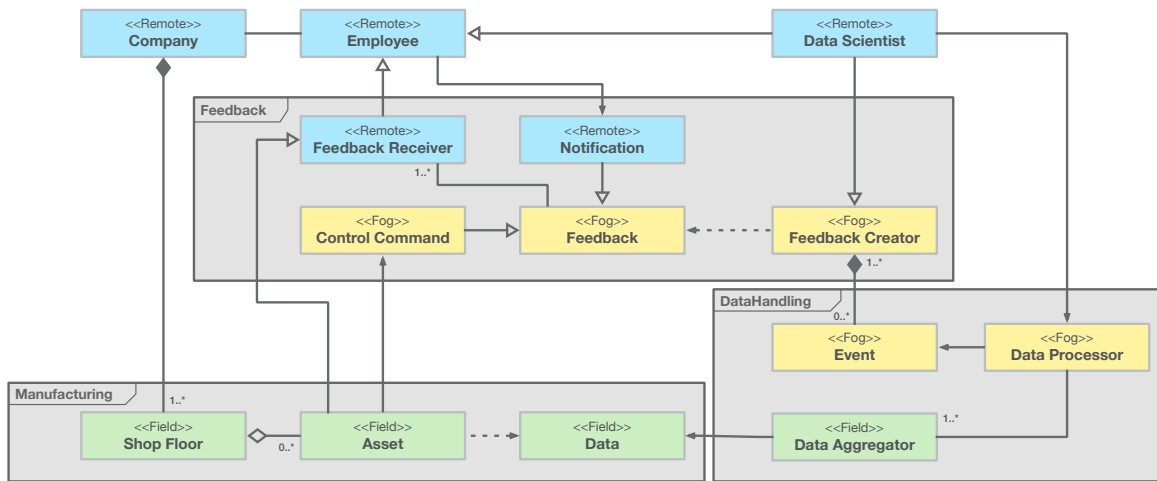 <<Remote>>
Company
<<Remote>>
Employee
<<Remote>>
Data Scientist
Feedback
<<Remote>>
Feedback Receiver
<<Remote>>
Notification
1..*
<<Fog>>
Control Command
<<Fog>>
Feedback
<<Fog>>
Feedback Creator
1..*
DataHandling
0..*
<<Fog>>
Event
<<Fog>>
Data Processor
Manufacturing
1..*
<<Field>>
Shop Floor
0..*
<<Field>>
Asset
<<Field>>
Data
<<Field>>
Data Aggregator
1..*